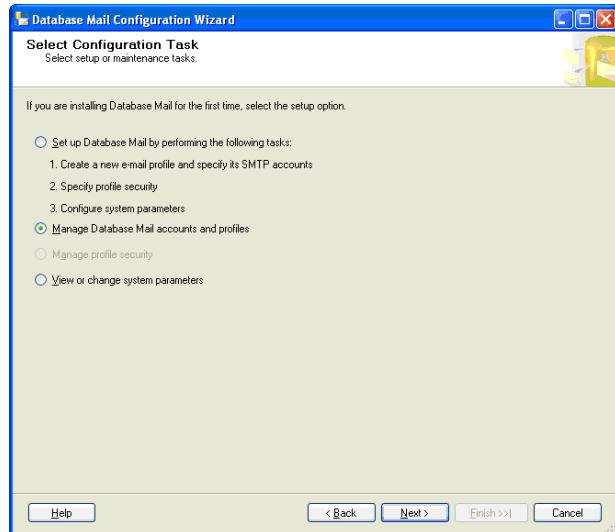 Database Mail Configuration Wizard
Select Configuration Task
Select setup or maintenance tasks.
If you are installing Database Mail for the first time, select the setup option.
Set up Database Mail by performing the following tasks:
1. Create a new e-mail profile and specify its SMTP accounts
2. Specify profile security
3. Configure system parameters
Manage Database Mail accounts and profiles
Manage profile security
View or change system parameters
Help
< Back
Next >
Finish >>|
Cancel